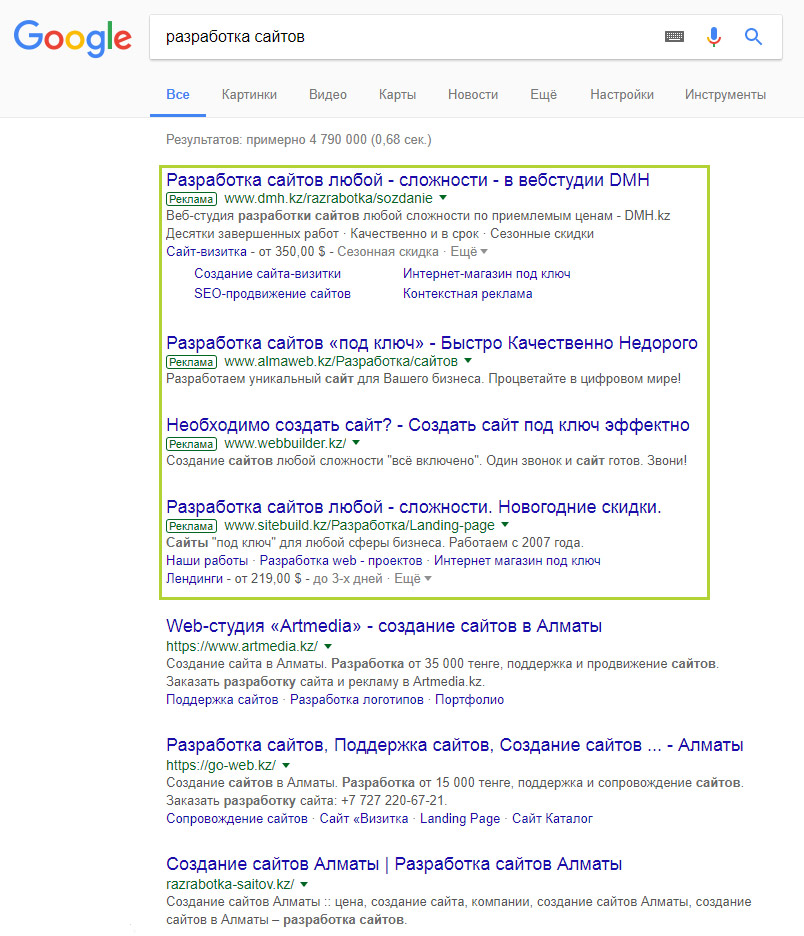 Google
разработка сайтов
Все Картинки Видео Карты Новости Ещё Настройки Инструменты
Результатов: примерно 4 790 000 (0,68 сек.)
Разработка сайтов любой - сложности - в вебстудии DMH
Реклама www.dmh.kz/razrabotka/sozdanie
Веб-студия разработки сайтов любой сложности по приемлемым ценам - DMH.kz
Десятки завершенных работ · Качественно и в срок · Сезонные скидки
Сайт-визитка - от 350,00 $ - Сезонная скидка · Ещё
Создание сайта-визитки Интернет-магазин под ключ
SEO-продвижение сайтов Контекстная реклама
Разработка сайтов «под ключ» - Быстро Качественно Недорого
Реклама www.almaweb.kz/Разработка/сайтов
Разработаем уникальный сайт для Вашего бизнеса. Процветайте в цифровом мире!
Необходимо создать сайт? - Создать сайт под ключ эффектно
Реклама www.webbuilder.kz/
Создание сайтов любой сложности "всё включено". Один звонок и сайт готов. Звони!
Разработка сайтов любой - сложности. Новогодние скидки.
Реклама www.sitebuild.kz/Разработка/Landing-page
Сайты "под ключ" для любой сферы бизнеса. Работаем с 2007 года.
Наши работы · Разработка web - проектов · Интернет магазин под ключ
Лендинги - от 219,00 $ - до 3-х дней · Ещё
Web-студия «Artmedia» - создание сайтов в Алматы
https://www.artmedia.kz/
Создание сайта в Алматы. Разработка от 35 000 тенге, поддержка и продвижение сайтов.
Заказать разработку сайта и рекламу в Artmedia.kz.
Поддержка сайтов · Разработка логотипов · Портфолио
Разработка сайтов, Поддержка сайтов, Создание сайтов ... - Алматы
https://go-web.kz/
Создание сайтов в Алматы. Разработка от 15 000 тенге, поддержка и сопровождение сайтов.
Заказать разработку сайта: +7 727 220-67-21.
Сопровождение сайтов · Сайт «Визитка · Landing Page · Сайт Каталог
Создание сайтов Алматы | Разработка сайтов Алматы
razrabotka-saitov.kz/
Создание сайтов Алматы :: цена, создание сайта, компании, создание сайтов Алматы, создание
сайтов в Алматы – разработка сайтов.